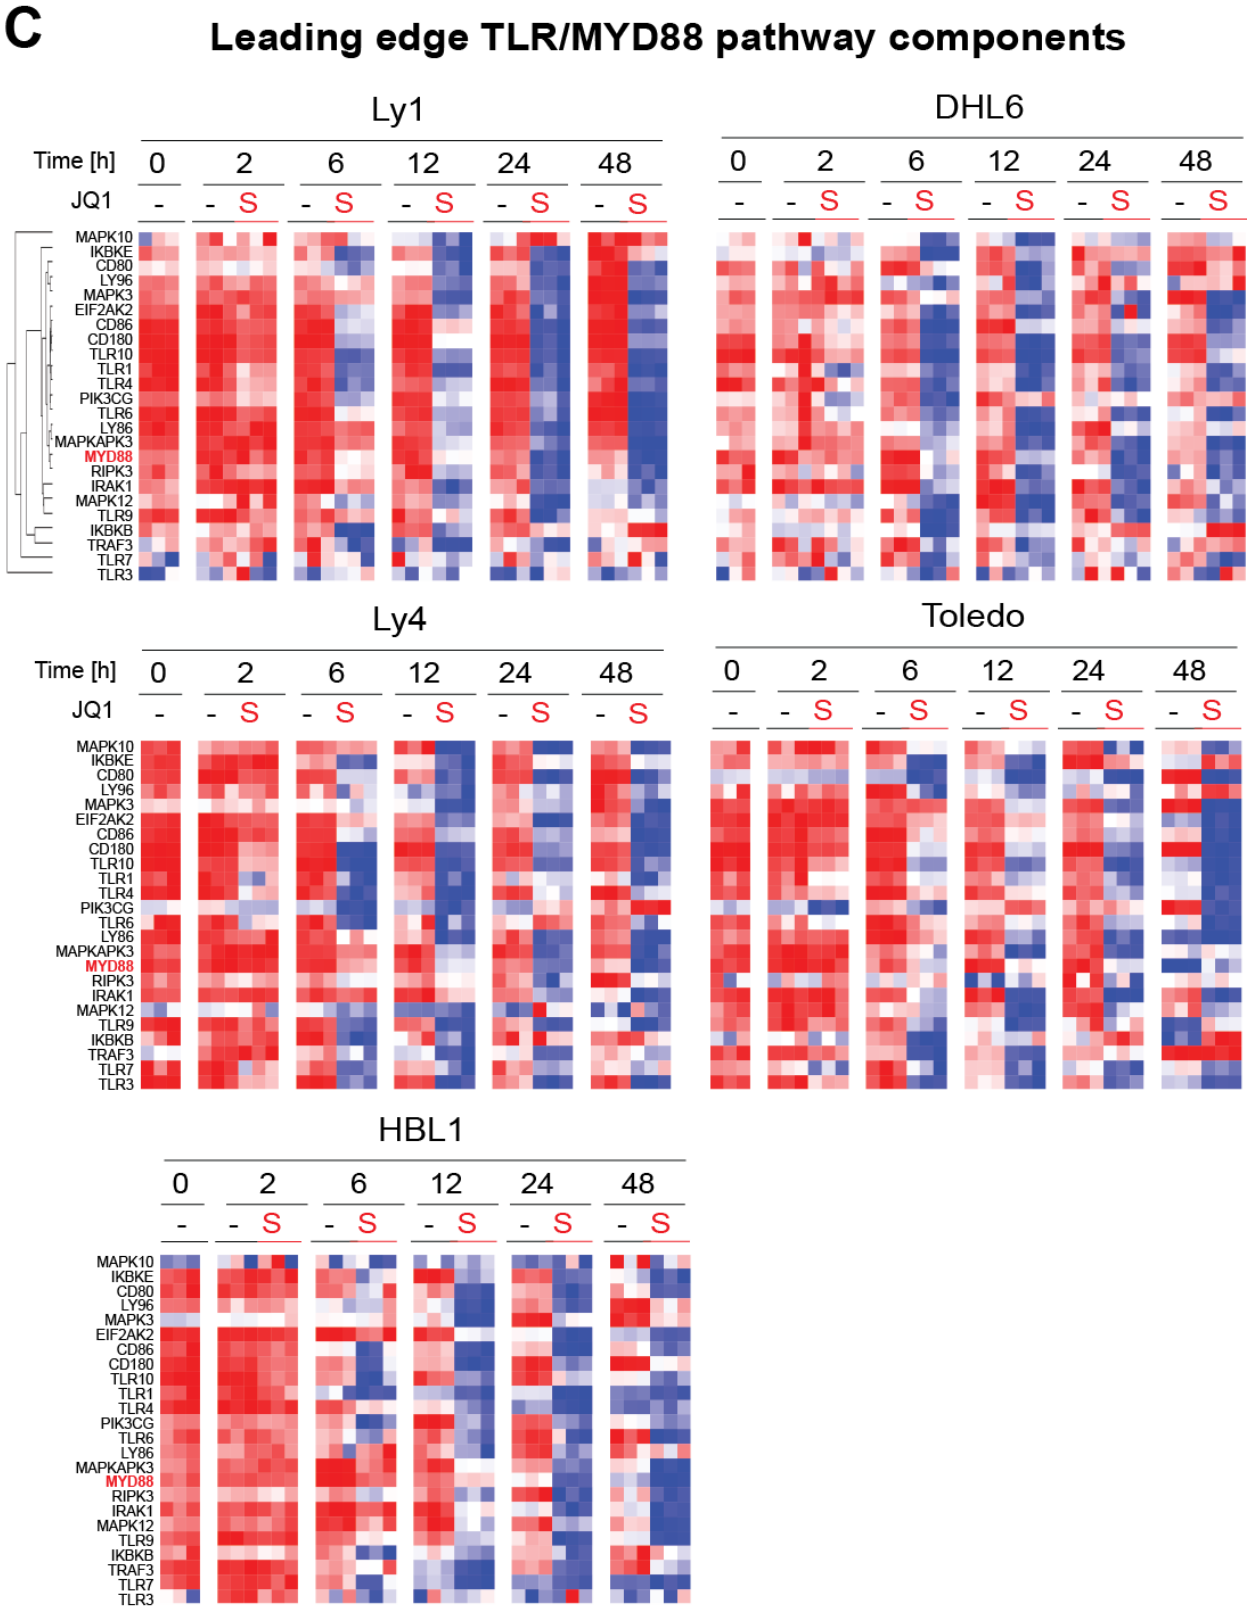 C
Leading edge TLR/MYD88 pathway components
Ly1
Time [h] 0 2 6 12 24 48
JQ1 - - S - S - S - S - S
MAPK10
IKBKE
CD80
LY96
MAPK3
EIF2AK2
CD86
CD180
TLR10
TLR1
TLR4
PIK3CG
TLR6
LY86
MAPKAPK3
MYD88
RIPK3
IRAK1
MAPK12
TLR9
IKBKB
TRAF3
TLR7
TLR3
DHL6
0 2 6 12 24 48
- - S - S - S - S - S
Ly4
Time [h] 0 2 6 12 24 48
JQ1 - - S - S - S - S - S
MAPK10
IKBKE
CD80
LY96
MAPK3
EIF2AK2
CD86
CD180
TLR10
TLR1
TLR4
PIK3CG
TLR6
LY86
MAPKAPK3
MYD88
RIPK3
IRAK1
MAPK12
TLR9
IKBKB
TRAF3
TLR7
TLR3
Toledo
0 2 6 12 24 48
- - S - S - S - S - S
HBL1
0 2 6 12 24 48
- - S - S - S - S - S
MAPK10
IKBKE
CD80
LY96
MAPK3
EIF2AK2
CD86
CD180
TLR10
TLR1
TLR4
PIK3CG
TLR6
LY86
MAPKAPK3
MYD88
RIPK3
IRAK1
MAPK12
TLR9
IKBKB
TRAF3
TLR7
TLR3